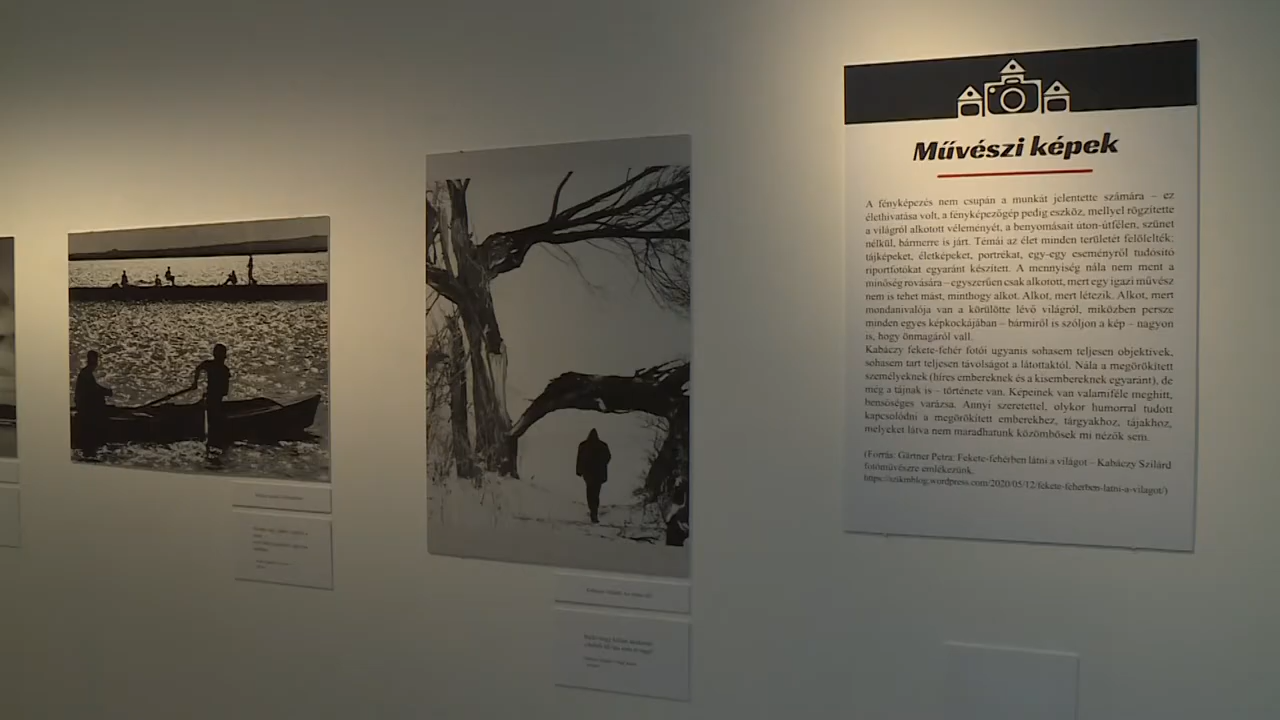 Művészi képek
A fényképezés nem csupán a munkát jelentette számára – ez
élethivatása volt, a fényképezőgép pedig eszköz, mellyel rögzítette
a világról alkotott véleményét, a benyomásait úton-útfélen, szünet
nélkül, bármerre is járt. Témái az élet minden területét felölelték;
tájképeket, életképeket, portrékat, egy-egy eseményről tudósító
riportfotókat egyaránt készített. A mennyiség nála nem ment a
minőség rovására – egyszerűen csak alkotott, mert egy igazi művész
nem is tehet mást, minthogy alkot. Alkot, mert létezik. Alkot, mert
mondanivalója van a körülötte lévő világról, miközben persze
minden egyes képkockájában – bármiről is szóljon a kép – nagyon
is, hogy önmagáról vall.
Kabáczy fekete-fehér fotói ugyanis sohasem teljesen objektívek,
sohasem tart teljesen távolságot a látottaktól. Nála a megörökített
személyeknek (híres embereknek és a kisembereknek egyaránt), de
még a tájnak is – története van. Képeinek van valamiféle meghitt,
bensőséges varázsa. Annyi szeretettel, olykor humorral tudott
kapcsolódni a megörökített emberekhez, tárgyakhoz, tájakhoz,
melyeket látva nem maradhatunk közömbösek mi nézők sem.
(Forrás: Gärtner Petra: Fekete-fehérben látni a világot – Kabáczy Szilárd
fotóművészre emlékezünk.
https://szikmblog.wordpress.com/2020/05/12/fekete-feherben-latni-a-vilagot/)